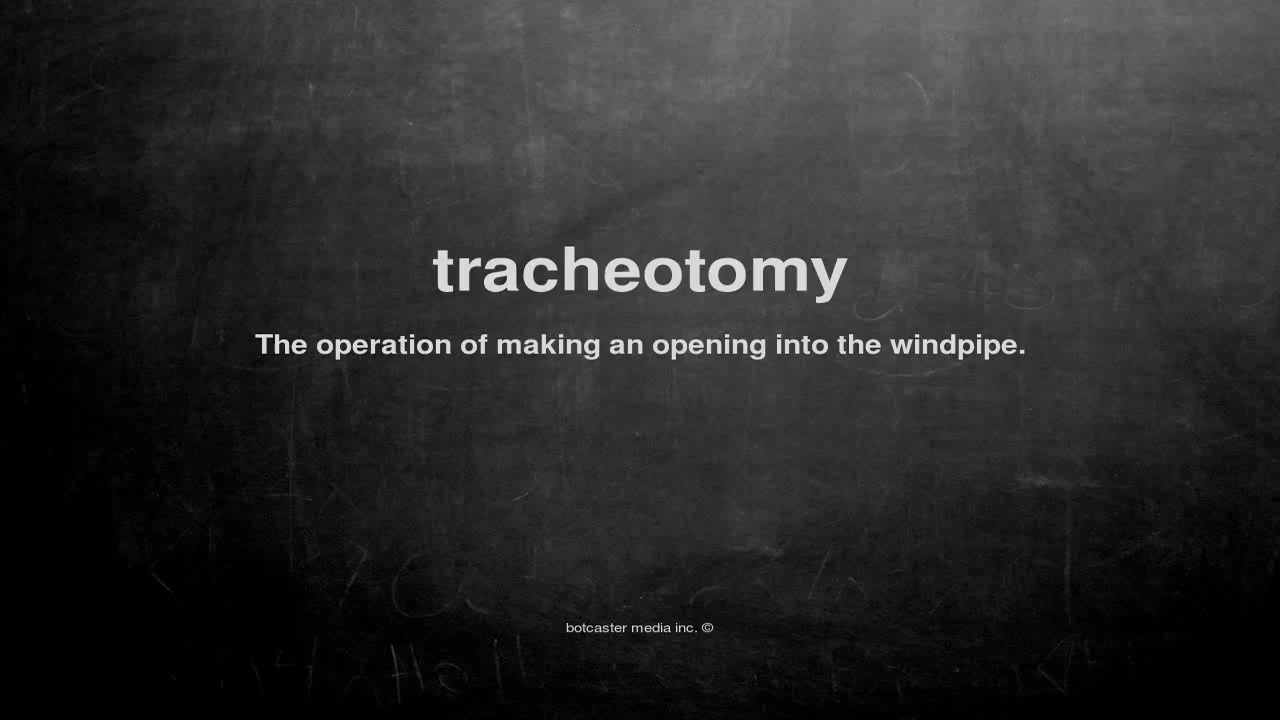 tracheotomy
The operation of making an opening into the windpipe.
botcaster media inc. ©